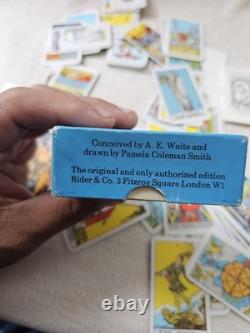 Conceived by A. E. Waite and
drawn by Pamela Coleman Smith
The original and only authorized edition
Rider & Co. 3 Fitzroy Square London W1
worthpoint